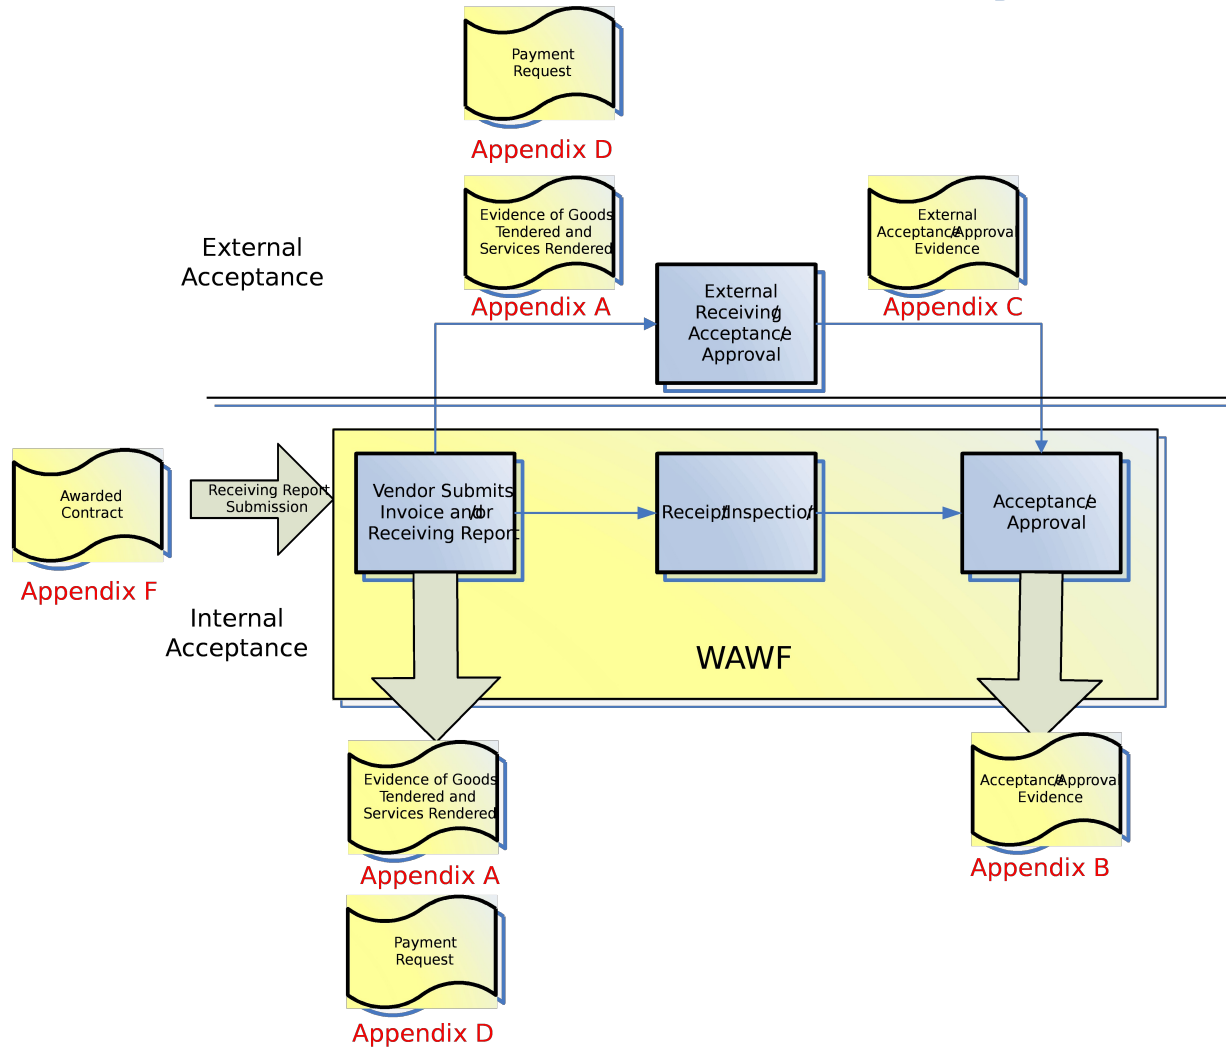 Payment
Request
Appendix D
Evidence of Goods
Tendered and
Services Rendered
Appendix A
External
Acceptance/Approval
Evidence
Appendix C
External
Acceptance
External
Receiving/
Acceptance/
Approval
Awarded
Contract
Appendix F
Receiving Report
Submission
Vendor Submits
Invoice and/or
Receiving Report
Receipt/Inspection/
Acceptance/
Approval
Internal
Acceptance
WAWF
Evidence of Goods
Tendered and
Services Rendered
Appendix A
Acceptance/Approval
Evidence
Appendix B
Payment
Request
Appendix D